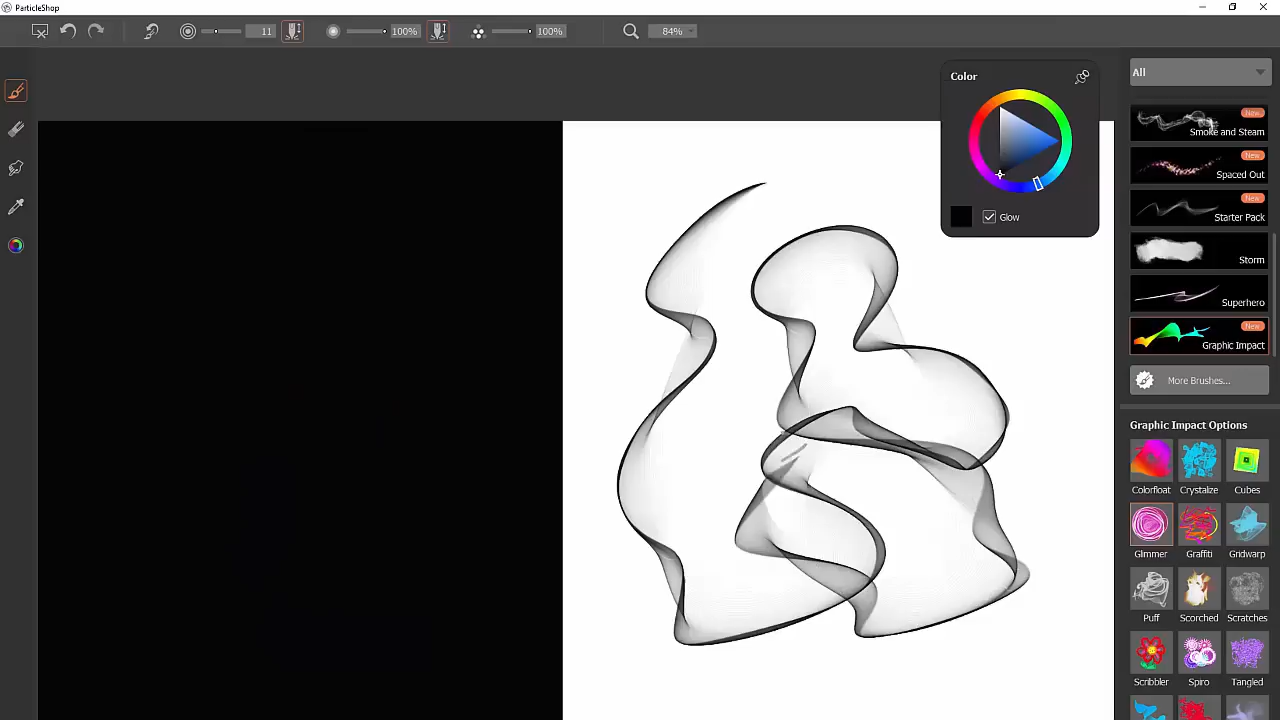 ParticleShop
11
100%
100%
84%
Color
Glow
All
New
Smoke and Steam
New
Spaced Out
New
Starter Pack
Storm
Superhero
New
Graphic Impact
More Brushes...
Graphic Impact Options
Colorfloat Crystalize Cubes
Glimmer Graffiti Gridwarp
Puff Scorched Scratches
Scribbler Spiro Tangled